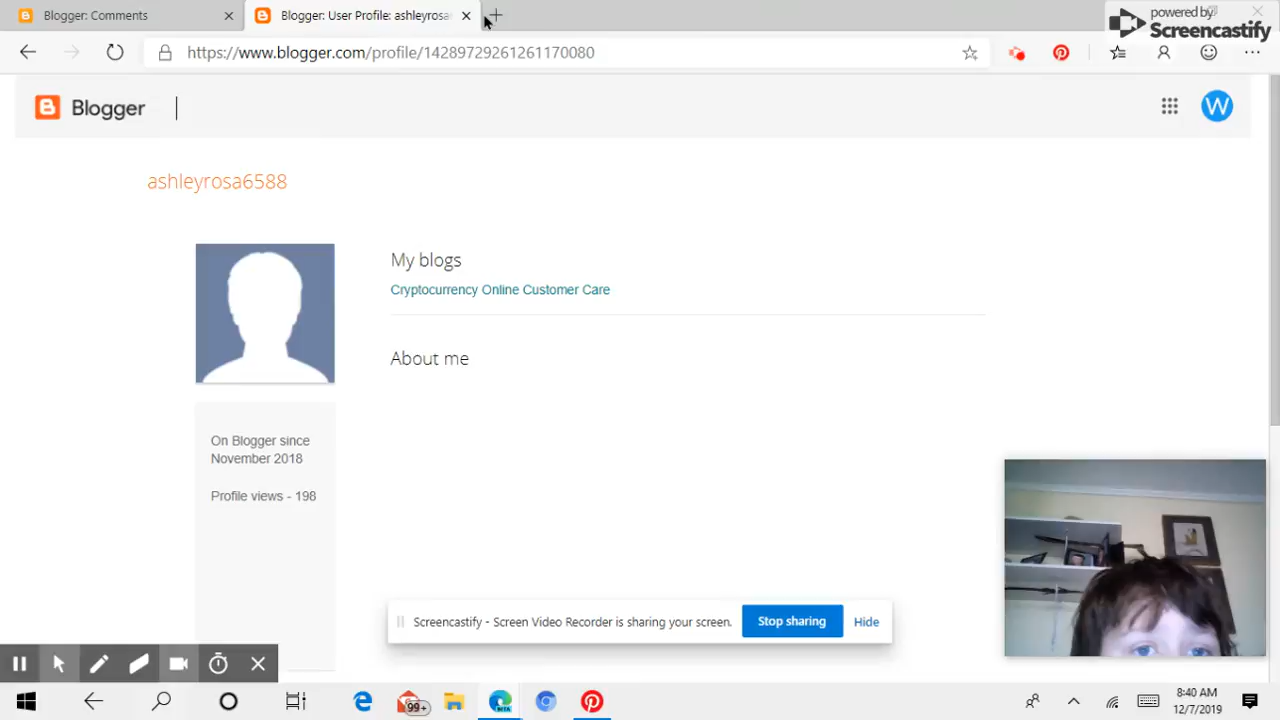 Blogger: Comments
Blogger: User Profile: ashleyrosa
powered by
Screencastify
https://www.blogger.com/profile/14289729261261170080
Blogger
W
ashleyrosa6588
My blogs
Cryptocurrency Online Customer Care
About me
On Blogger since
November 2018
Profile views - 198
Screencastify - Screen Video Recorder is sharing your screen.
Stop sharing
Hide
99+
BETA
8:40 AM
12/7/2019